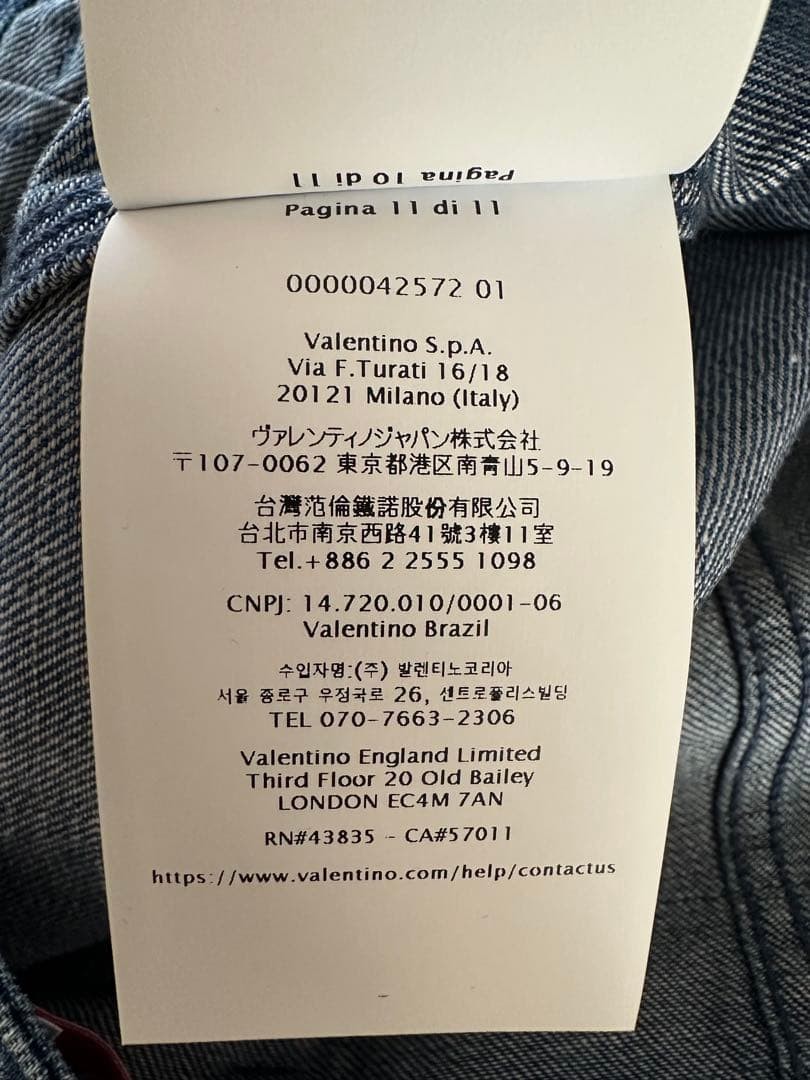 Pagina 10 di 11
Pagina 11 di 11
0000042572 01
Valentino S.p.A.
Via F.Turati 16/18
20121 Milano (Italy)
ヴァレンティノジャパン株式会社
〒107-0062 東京都港区南青山5-9-19
台灣范倫鐵諾股份有限公司
台北市南京西路41號3樓11室
Tel.+886 2 2555 1098
CNPJ: 14.720.010/0001-06
Valentino Brazil
수입자명:(주) 발렌티노코리아
서울 종로구 우정국로 26, 센트로폴리스빌딩
TEL 070-7663-2306
Valentino England Limited
Third Floor 20 Old Bailey
LONDON EC4M 7AN
RN#43835 - CA#57011
https://www.valentino.com/help/contactus